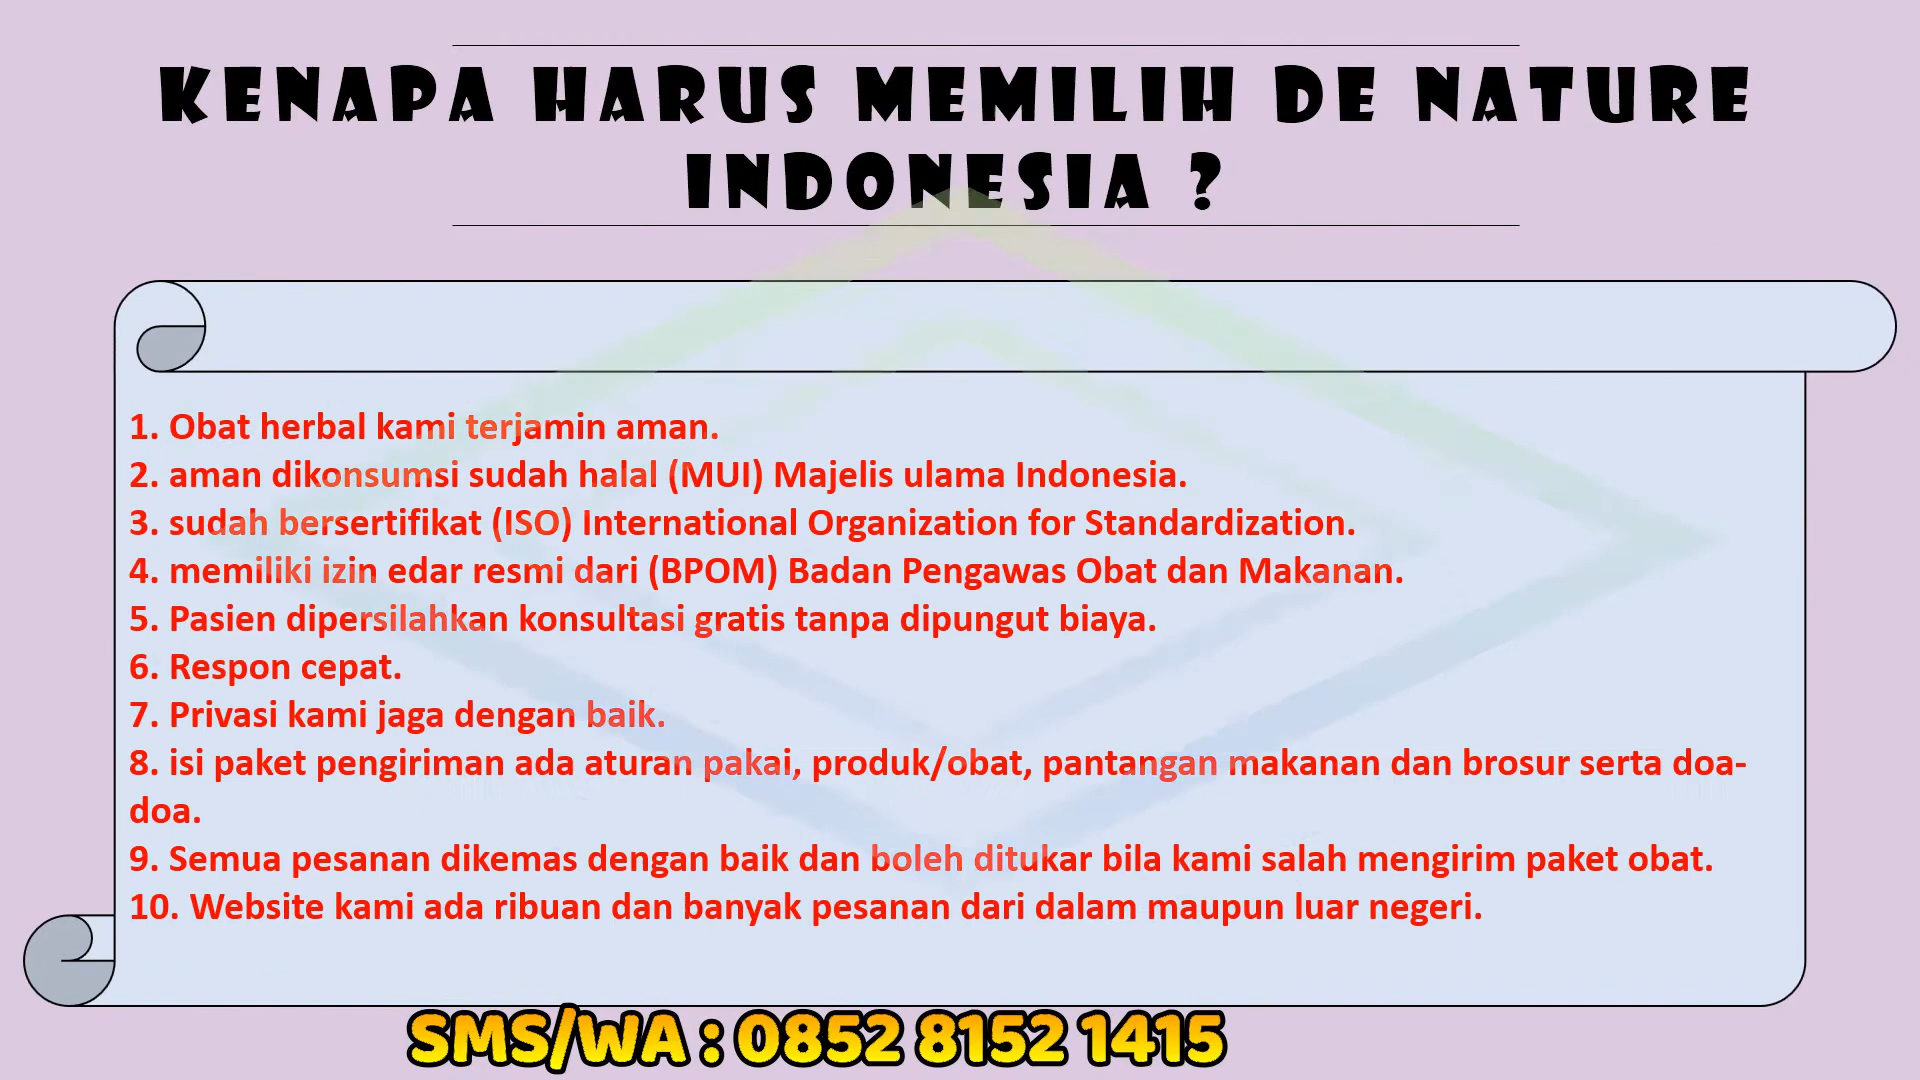 KENAPA HARUS MEMILIH DE NATURE
INDONESIA ?
1. Obat herbal kami terjamin aman.
2. aman dikonsumsi sudah halal (MUI) Majelis ulama Indonesia.
3. sudah bersertifikat (ISO) International Organization for Standardization.
4. memiliki izin edar resmi dari (BPOM) Badan Pengawas Obat dan Makanan.
5. Pasien dipersilahkan konsultasi gratis tanpa dipungut biaya.
6. Respon cepat.
7. Privasi kami jaga dengan baik.
8. isi paket pengiriman ada aturan pakai, produk/obat, pantangan makanan dan brosur serta doa-
doa.
9. Semua pesanan dikemas dengan baik dan boleh ditukar bila kami salah mengirim paket obat.
10. Website kami ada ribuan dan banyak pesanan dari dalam maupun luar negeri.
SMS/WA : 0852 8152 1415